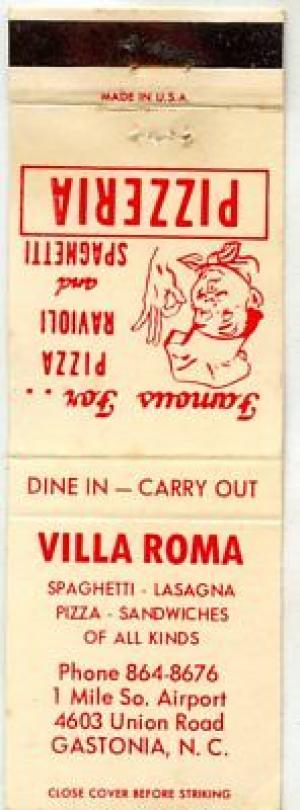 MADE IN U.S.A.
Famous For . .
PIZZA
RAVIOLI
and
SPAGHETTI
PIZZERIA
DINE IN — CARRY OUT
VILLA ROMA
SPAGHETTI - LASAGNA
PIZZA - SANDWICHES
OF ALL KINDS
Phone 864-8676
1 Mile So. Airport
4603 Union Road
GASTONIA, N. C.
CLOSE COVER BEFORE STRIKING